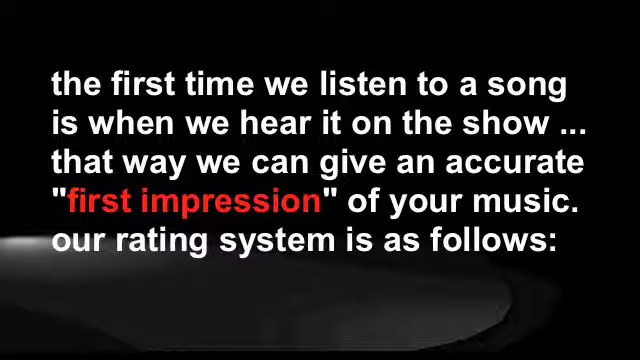 the first time we listen to a song
is when we hear it on the show ...
that way we can give an accurate
"first impression" of your music.
our rating system is as follows: